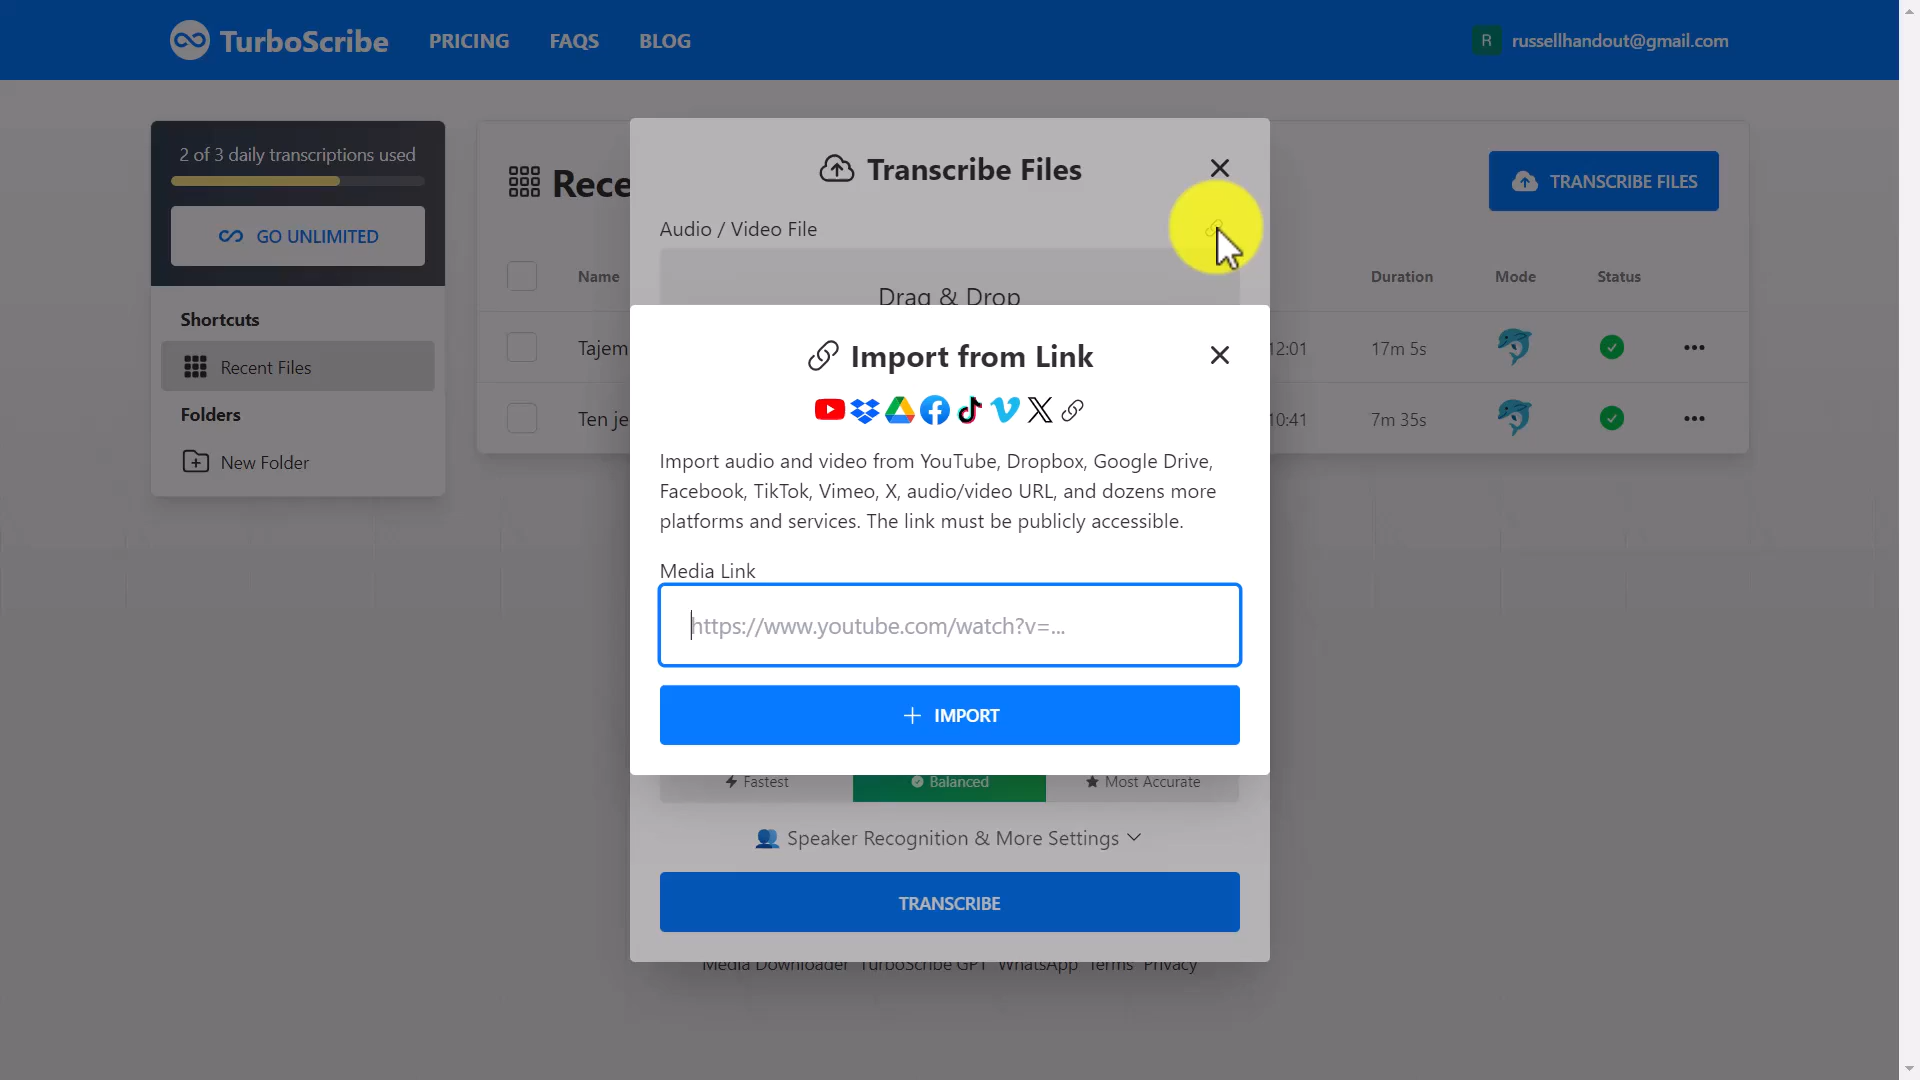 TurboScribe
PRICING
FAQS
BLOG
R
russellhandout@gmail.com
2 of 3 daily transcriptions used
GO UNLIMITED
Shortcuts
Recent Files
Folders
New Folder
Rece
TRANSCRIBE FILES
Name
Duration
Mode
Status
Tajem
12:01
17m 5s
Ten je
10:41
7m 35s
Transcribe Files
Audio / Video File
Drag & Drop
Import from Link
Import audio and video from YouTube, Dropbox, Google Drive,
Facebook, TikTok, Vimeo, X, audio/video URL, and dozens more
platforms and services. The link must be publicly accessible.
Media Link
https://www.youtube.com/watch?v=...
IMPORT
Fastest
Balanced
Most Accurate
Speaker Recognition & More Settings
TRANSCRIBE
Media Downloader TurboScribe GPT WhatsApp Terms Privacy